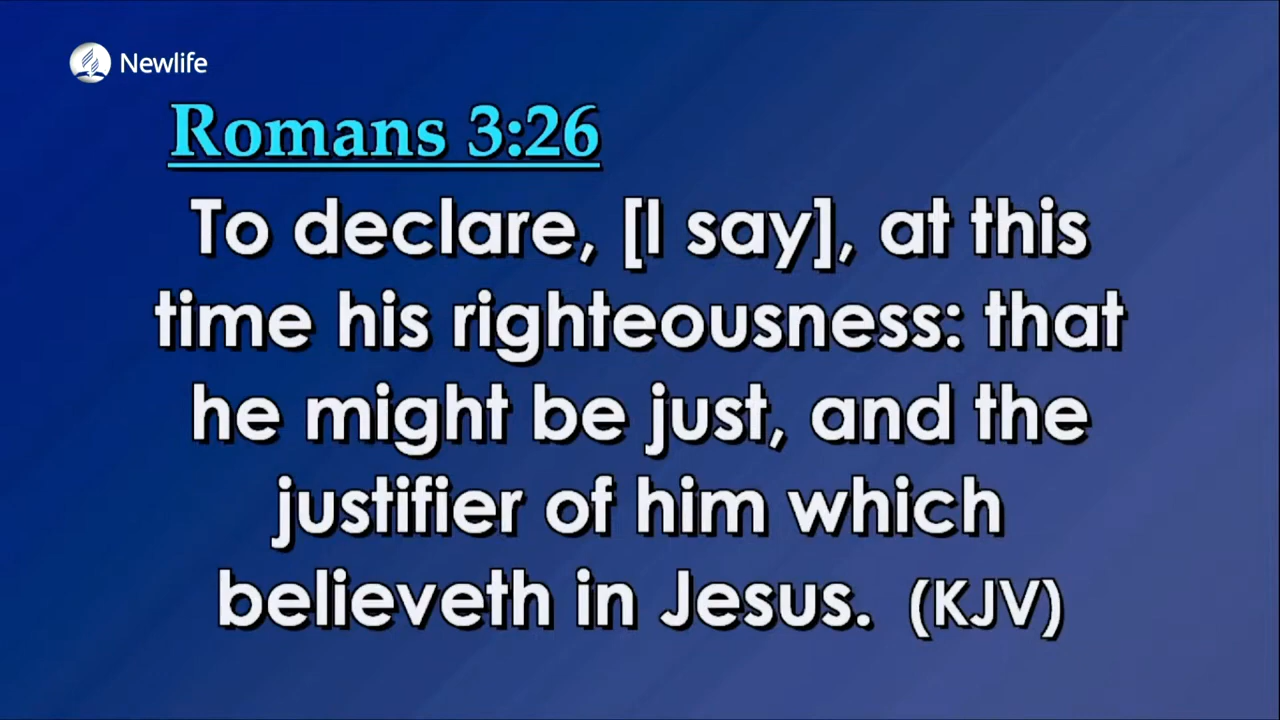 Newlife
Romans 3:26
To declare, [I say], at this
time his righteousness: that
he might be just, and the
justifier of him which
believeth in Jesus. (KJV)